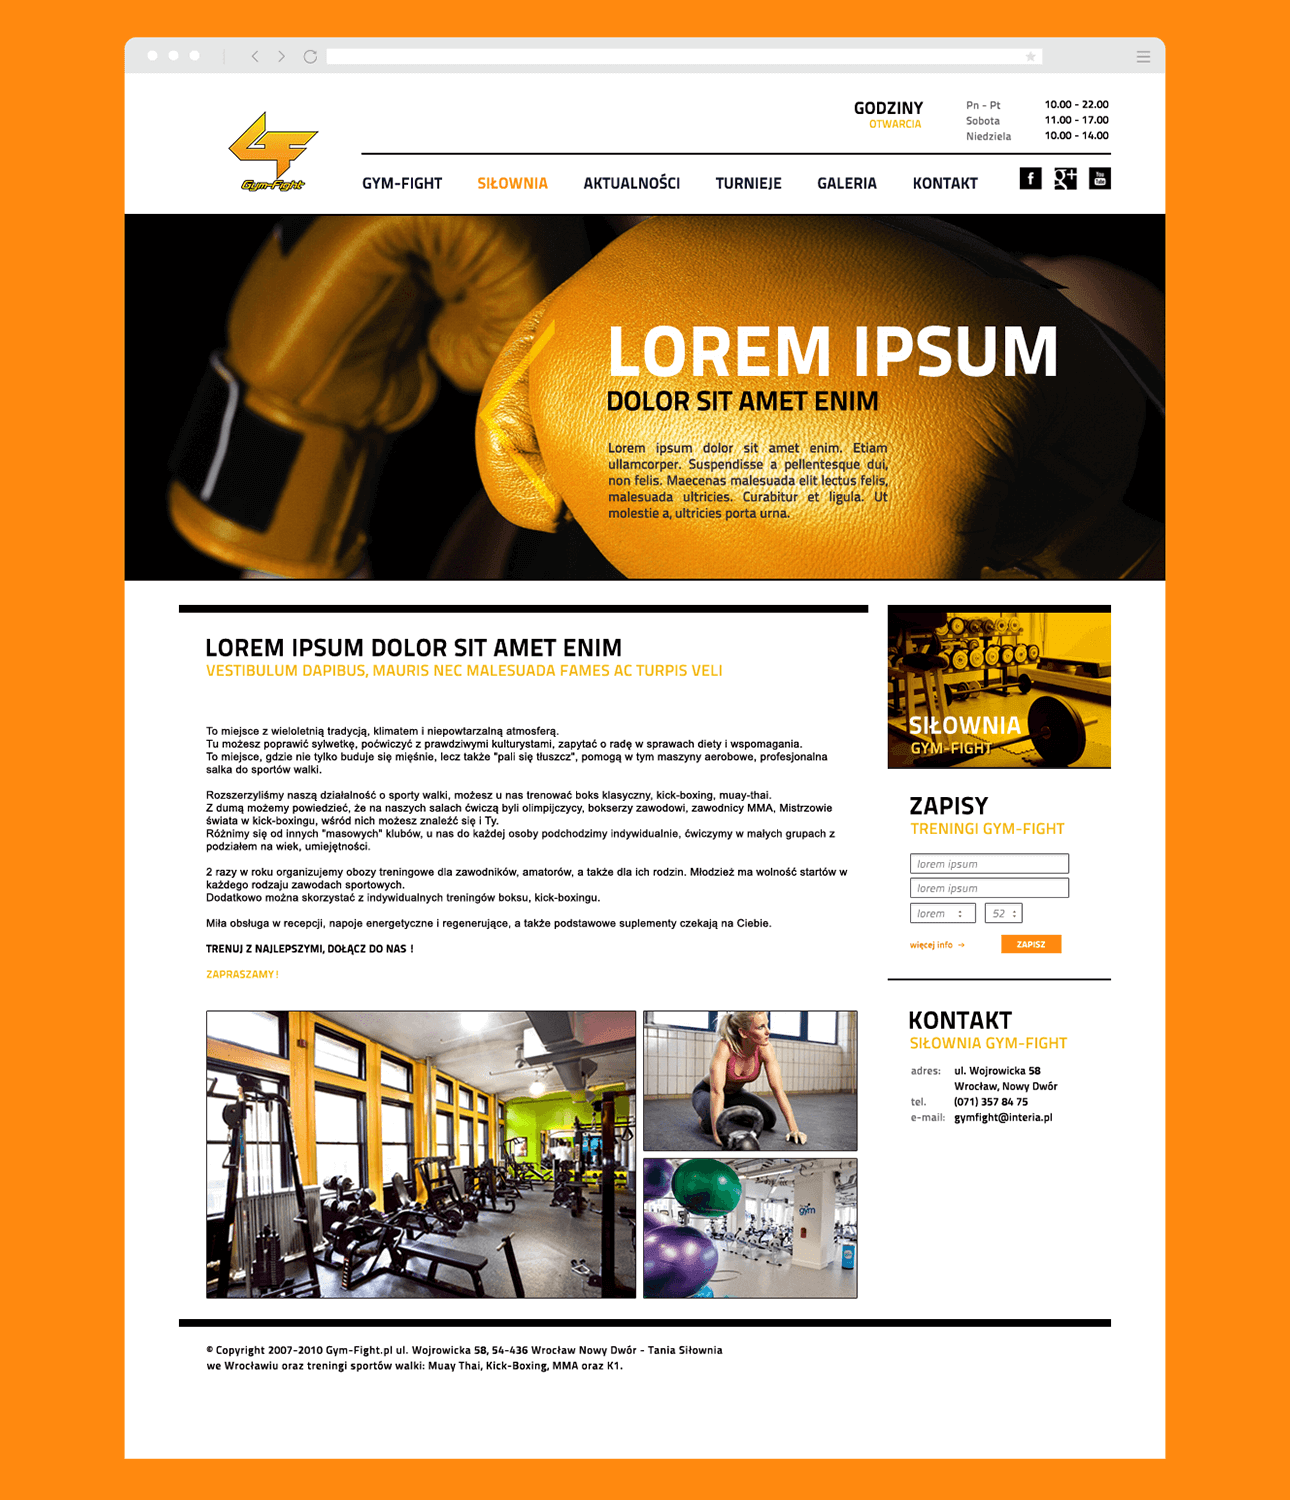 GODZINY
OTWARCIA
Pn - Pt 10.00 - 22.00
Sobota 11.00 - 17.00
Niedziela 10.00 - 14.00
Gym-Fight
GYM-FIGHT SIŁOWNIA AKTUALNOŚCI TURNIEJE GALERIA KONTAKT
f g+ You Tube
LOREM IPSUM
DOLOR SIT AMET ENIM
Lorem ipsum dolor sit amet enim. Etiam
ullamcorper. Suspendisse a pellentesque dui,
non felis. Maecenas malesuada elit lectus felis,
malesuada ultricies. Curabitur et ligula. Ut
molestie a, ultricies porta urna.
LOREM IPSUM DOLOR SIT AMET ENIM
VESTIBULUM DAPIBUS, MAURIS NEC MALESUADA FAMES AC TURPIS VELI
To miejsce z wieloletnią tradycją, klimatem i niepowtarzalną atmosferą.
Tu możesz poprawić sylwetkę, poćwiczyć z prawdziwymi kulturystami, zapytać o radę w sprawach diety i wspomagania.
To miejsce, gdzie nie tylko buduje się mięśnie, lecz także "pali się tłuszcz", pomogą w tym maszyny aerobowe, profesjonalna
salka do sportów walki.
Rozszerzyliśmy naszą działalność o sporty walki, możesz u nas trenować boks klasyczny, kick-boxing, muay-thai.
Z dumą możemy powiedzieć, że na naszych salach ćwiczą byli olimpijczycy, bokserzy zawodowi, zawodnicy MMA, Mistrzowie
świata w kick-boxingu, wśród nich możesz znaleźć się i Ty.
Różnimy się od innych "masowych" klubów, u nas do każdej osoby podchodzimy indywidualnie, ćwiczymy w małych grupach z
podziałem na wiek, umiejętności.
2 razy w roku organizujemy obozy treningowe dla zawodników, amatorów, a także dla ich rodzin. Młodzież ma wolność startów w
każdego rodzaju zawodach sportowych.
Dodatkowo można skorzystać z indywidualnych treningów boksu, kick-boxingu.
Miła obsługa w recepcji, napoje energetyczne i regenerujące, a także podstawowe suplementy czekają na Ciebie.
TRENUJ Z NAJLEPSZYMI, DOŁĄCZ DO NAS !
ZAPRASZAMY!
gym
SIŁOWNIA
GYM-FIGHT
ZAPISY
TRENINGI GYM-FIGHT
lorem ipsum
lorem ipsum
lorem 52
więcej info → ZAPISZ
KONTAKT
SIŁOWNIA GYM-FIGHT
adres: ul. Wojrowicka 58
Wrocław, Nowy Dwór
tel. (071) 357 84 75
e-mail: gymfight@interia.pl
© Copyright 2007-2010 Gym-Fight.pl ul. Wojrowicka 58, 54-436 Wrocław Nowy Dwór - Tania Siłownia
we Wrocławiu oraz treningi sportów walki: Muay Thai, Kick-Boxing, MMA oraz K1.